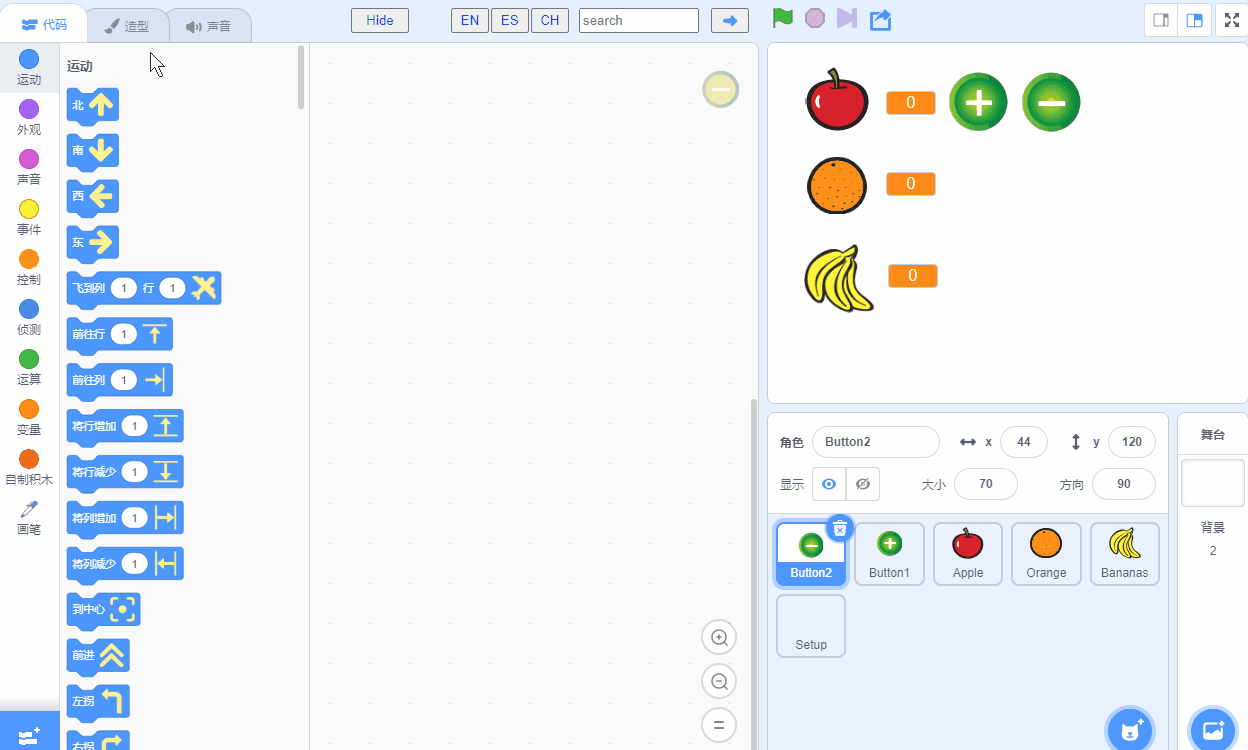 代码 造型 声音 Hide EN ES CH search
运动
外观
声音
事件
控制
侦测
运算
变量
自制积木
画笔
运动
北
南
西
东
飞到列 1 行 1
前往行 1
前往列 1
将行增加 1
将行减少 1
将列增加 1
将列减少 1
到中心
前进
左拐
右拐
0
0
0
角色 Button2 x 44 y 120
显示 大小 70 方向 90
Button2 Button1 Apple Orange Bananas
Setup
舞台
背景
2